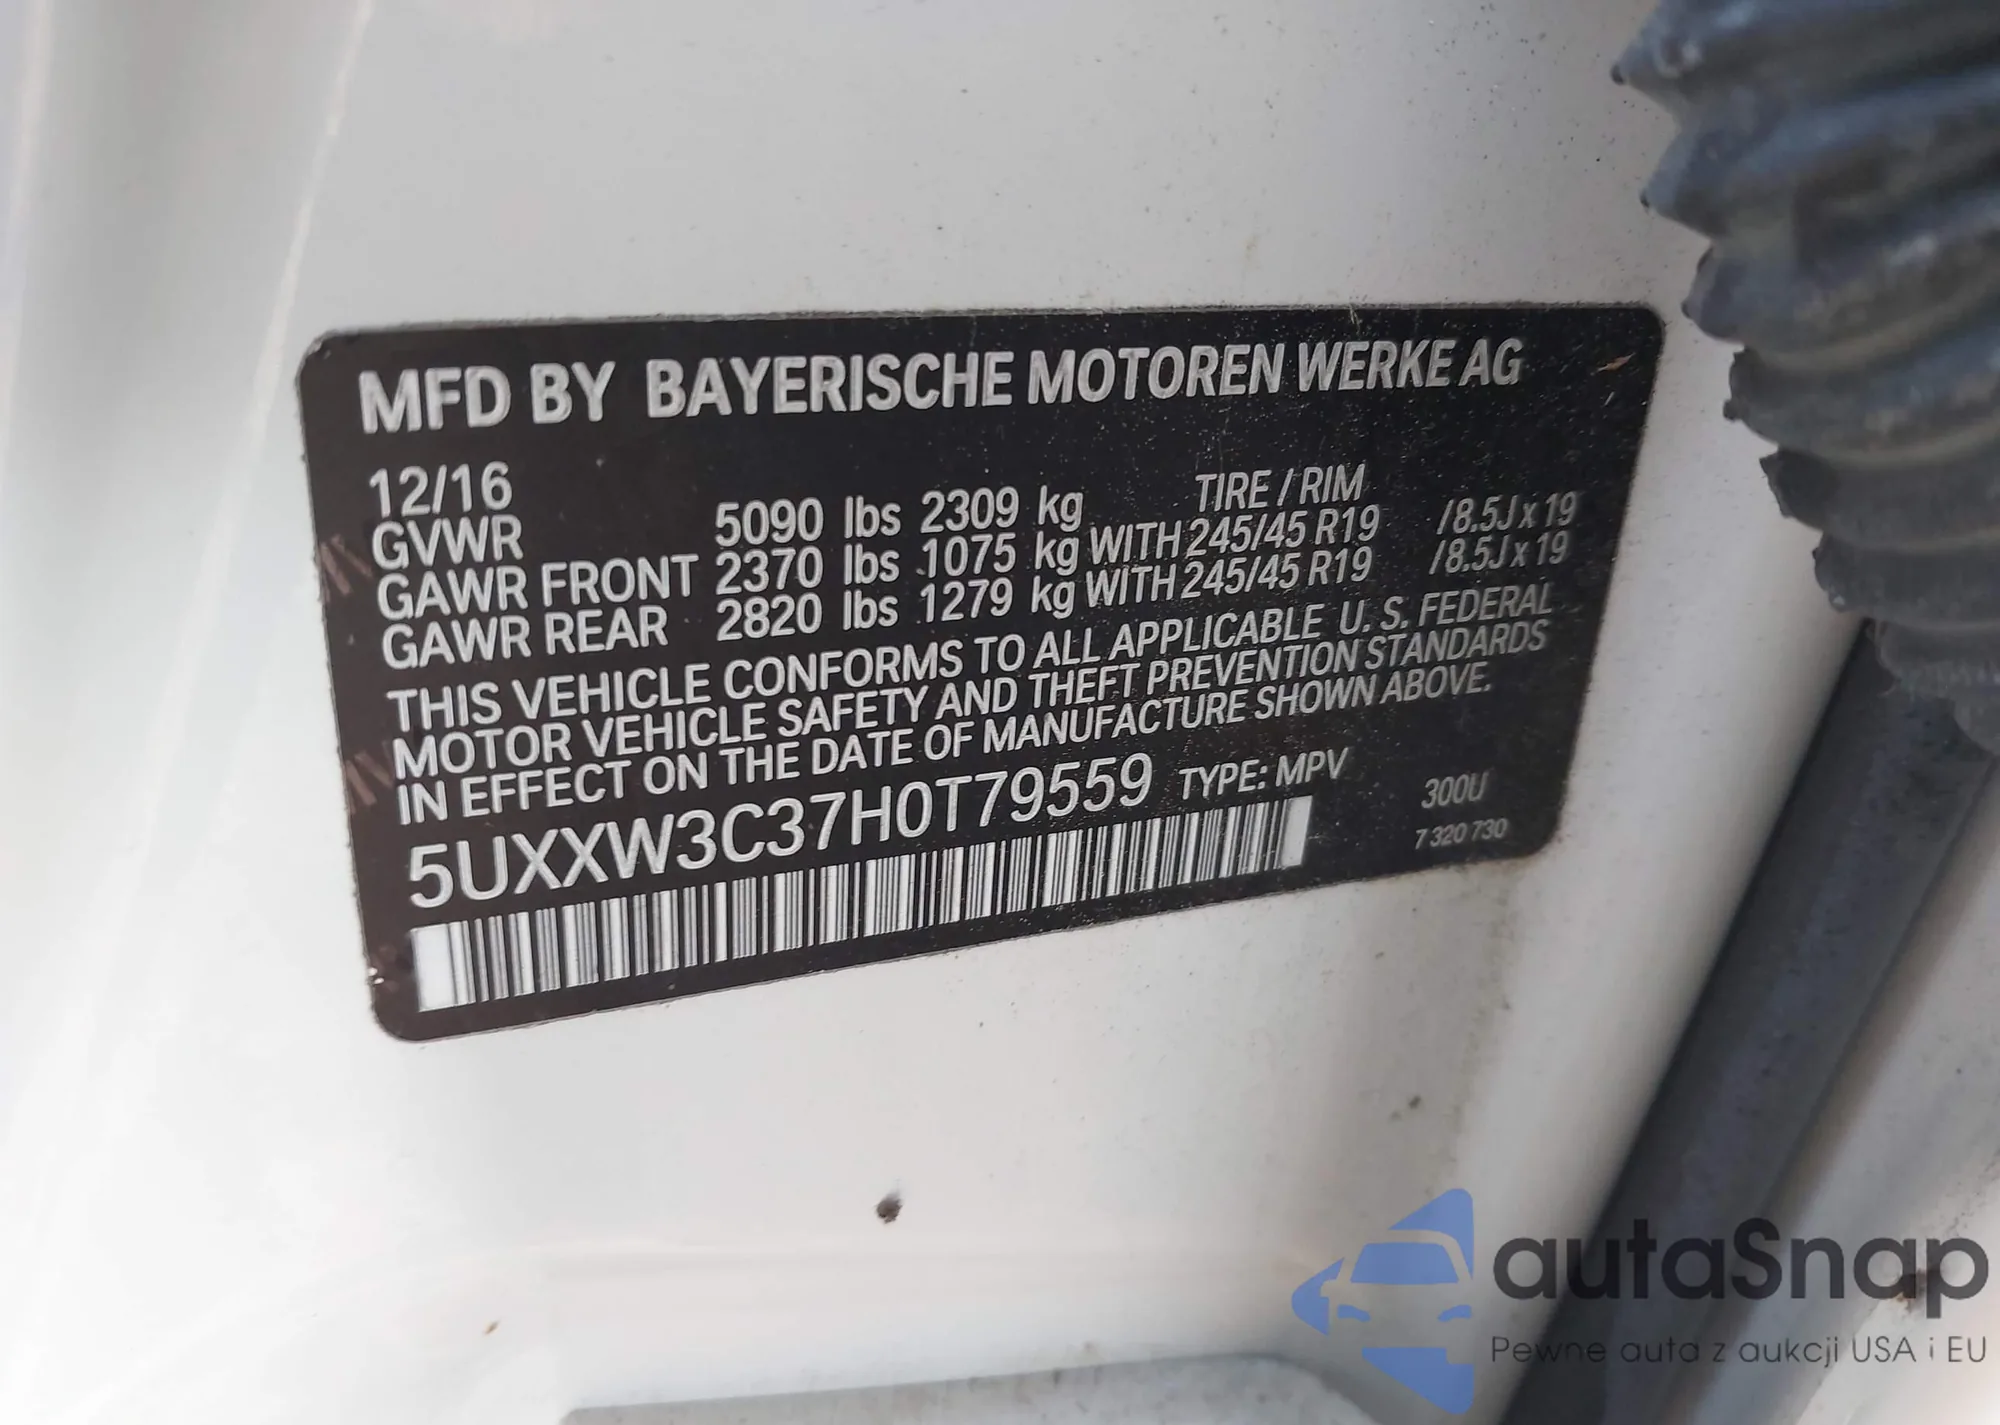 MFD BY BAYERISCHE MOTOREN WERKE AG
12/16 TIRE / RIM
GVWR 5090 lbs 2309 kg
GAWR FRONT 2370 lbs 1075 kg WITH 245/45 R19 /8.5J x 19
GAWR REAR 2820 lbs 1279 kg WITH 245/45 R19 /8.5J x 19
THIS VEHICLE CONFORMS TO ALL APPLICABLE U. S. FEDERAL
MOTOR VEHICLE SAFETY AND THEFT PREVENTION STANDARDS
IN EFFECT ON THE DATE OF MANUFACTURE SHOWN ABOVE.
5UXXW3C37H0T79559 TYPE: MPV 300U
7 320 730
autaSnap
Pewne auta z aukcji USA i EU